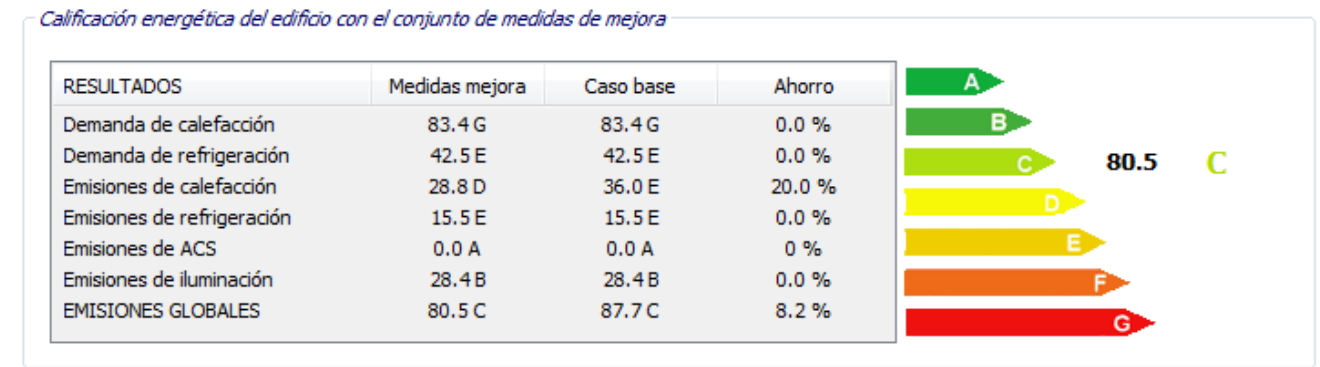 Calificación energética del edificio con el conjunto de medidas de mejora
RESULTADOS Medidas mejora Caso base Ahorro
Demanda de calefacción 83.4 G 83.4 G 0.0 %
Demanda de refrigeración 42.5 E 42.5 E 0.0 %
Emisiones de calefacción 28.8 D 36.0 E 20.0 %
Emisiones de refrigeración 15.5 E 15.5 E 0.0 %
Emisiones de ACS 0.0 A 0.0 A 0 %
Emisiones de iluminación 28.4 B 28.4 B 0.0 %
EMISIONES GLOBALES 80.5 C 87.7 C 8.2 %
A
B
C 80.5 C
D
E
F
G